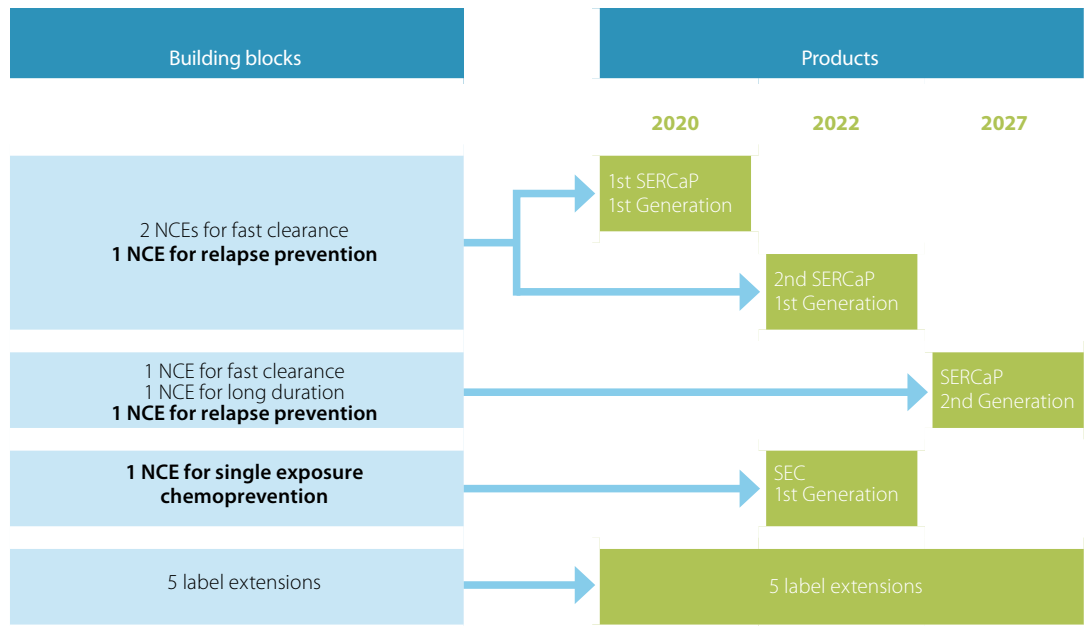 Building blocks
Products
2020
2022
2027
2 NCEs for fast clearance
1 NCE for relapse prevention
1st SERCaP
1st Generation
2nd SERCaP
1st Generation
1 NCE for fast clearance
1 NCE for long duration
1 NCE for relapse prevention
SERCaP
2nd Generation
1 NCE for single exposure
chemoprevention
SEC
1st Generation
5 label extensions
5 label extensions